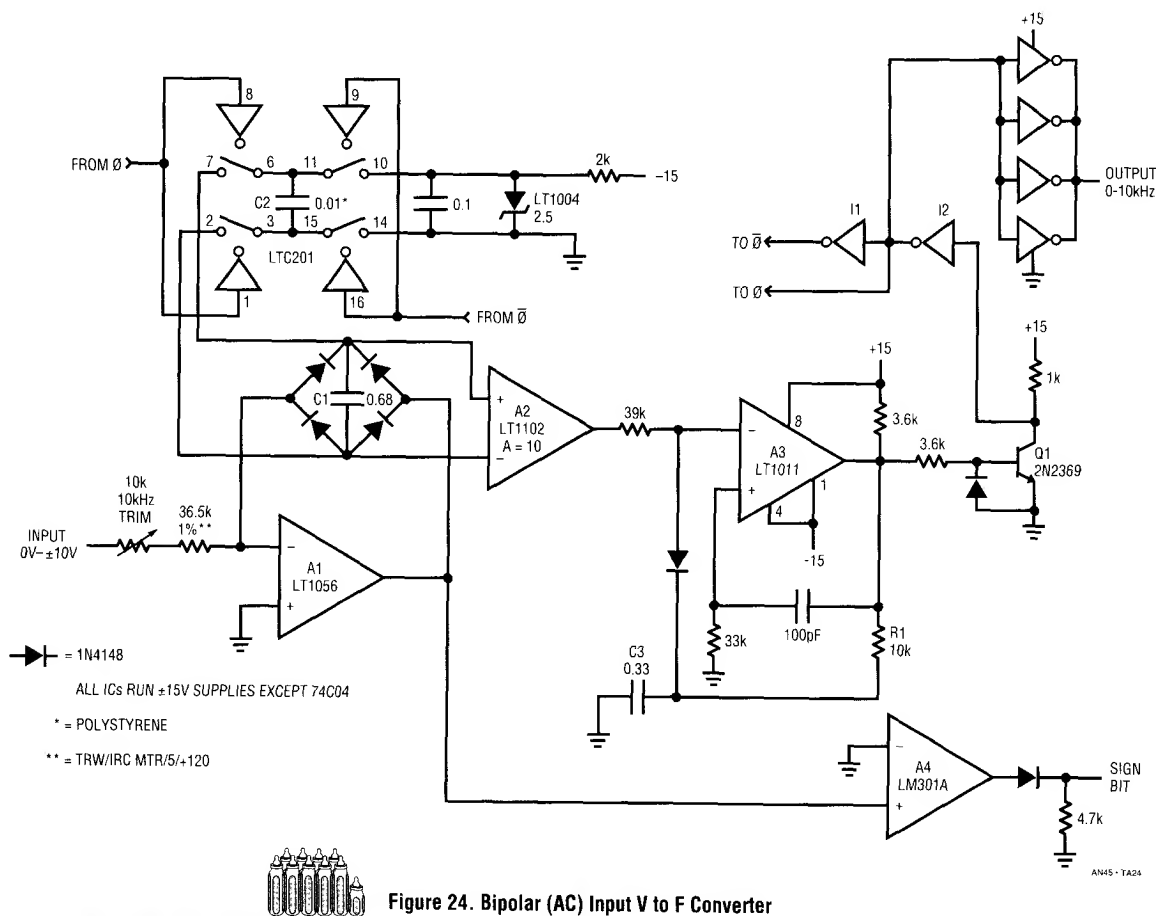 +15
8
9
FROM Ø
7
6
11
10
2k
-15
C2
0.01*
0.1
LT1004
2.5
2
3
15
14
LTC201
1
16
FROM Ø̅
I1
I2
TO Ø̅
TO Ø
OUTPUT
0-10kHz
+15
1k
C1
0.68
+
A2
LT1102
A = 10
−
39k
+15
−
8
A3
LT1011
+
4
1
-15
3.6k
3.6k
Q1
2N2369
10k
10kHz
TRIM
36.5k
1%**
INPUT
0V–±10V
−
A1
LT1056
+
33k
100pF
R1
10k
C3
0.33
= 1N4148
ALL ICs RUN ±15V SUPPLIES EXCEPT 74C04
* = POLYSTYRENE
** = TRW/IRC MTR/5/+120
−
A4
LM301A
+
SIGN
BIT
4.7k
AN45 • TA24
Figure 24. Bipolar (AC) Input V to F Converter